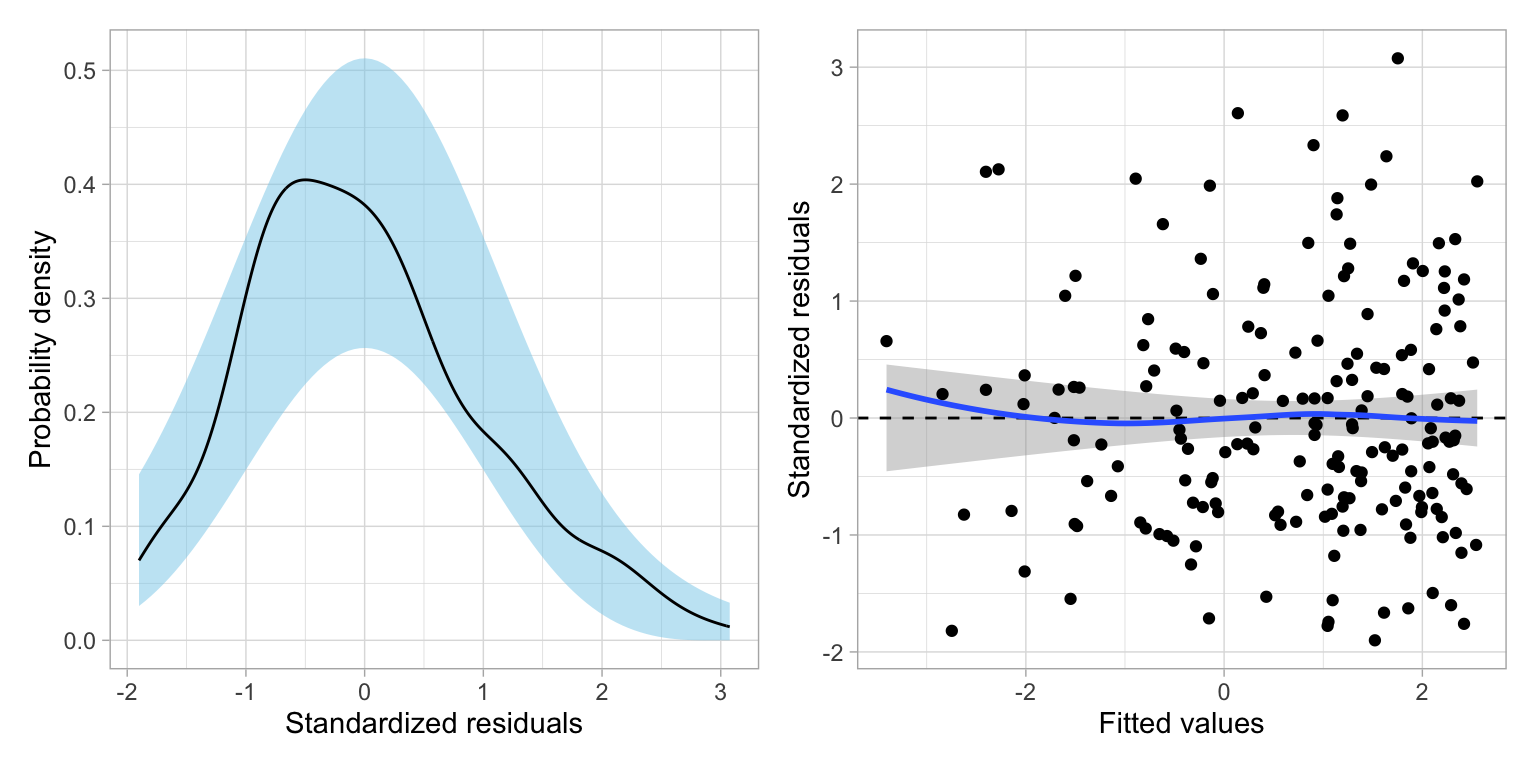 0.5
0.4
0.3
0.2
0.1
0.0
Probability density
-2 -1 0 1 2 3
Standardized residuals
3
2
1
0
-1
-2
Standardized residuals
-2 0 2
Fitted values